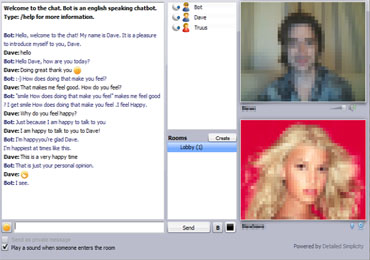 Welcome to the chat. Bot is an english speaking chatbot.
Type: /help for more information.
Bot: Hello, welcome to the chat! My name is Dave. It is a pleasure
to introduce myself to you, Dave.
Dave: hello
Bot: Hello Dave, how are you today?
Dave: Doing great thank you
Bot: :-) How does doing that make you feel?
Dave: That makes me feel good. How do you feel?
Bot: "smile How does doing that make you feel" makes me feel good
? I get smile How does doing that make you feel .I feel Happy.
Dave: Why do you feel happy?
Bot: Just because I am happy to talk to you
Dave: I am happy to talk to you to Dave!
Bot: I'm happyyou're glad Dave.
I'm happiest at times like this.
Dave: This is a very happy time
Bot: That is just your personal opinion.
Dave:
Bot: I see.
Bot
Dave
Truus
Rooms
Create
Lobby (1)
Send
B
Send as private message
Play a sound when someone enters the room
Powered by Detailed Simplicity